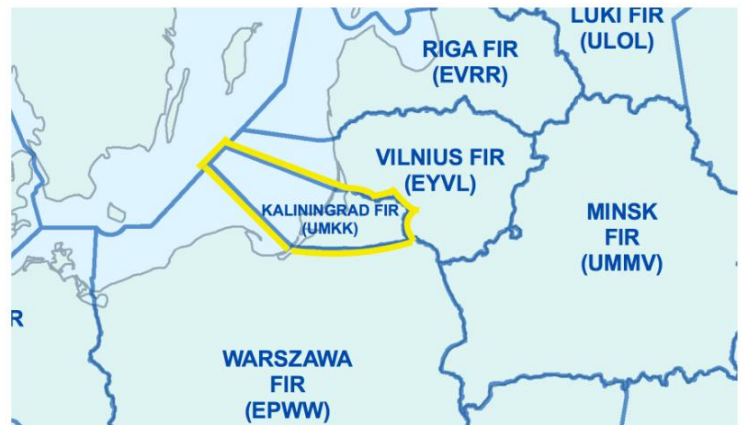 LUKI FIR
(ULOL)
RIGA FIR
(EVRR)
VILNIUS FIR
(EYVL)
KALININGRAD FIR
(UMKK)
MINSK
FIR
(UMMV)
R
WARSZAWA
FIR
(EPWW)